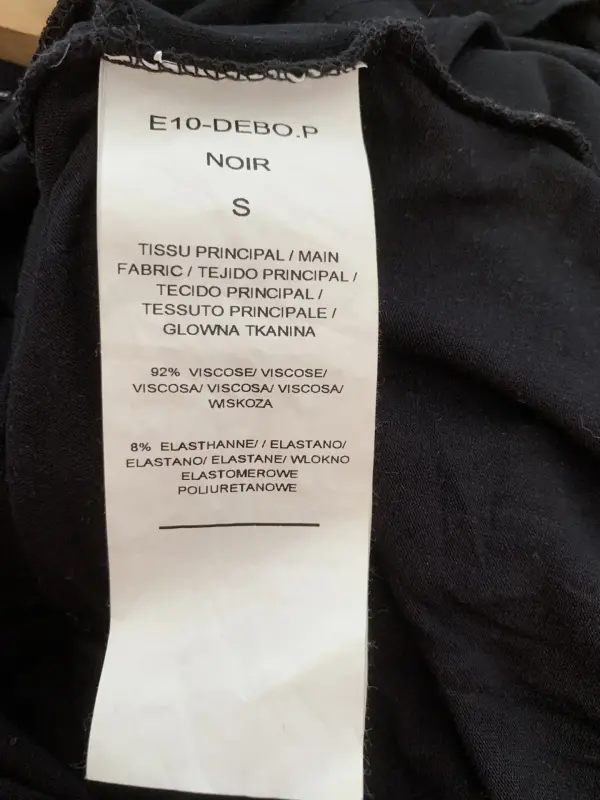 E10-DEBO.P
NOIR
S
TISSU PRINCIPAL / MAIN
FABRIC / TEJIDO PRINCIPAL /
TECIDO PRINCIPAL /
TESSUTO PRINCIPALE /
GLOWNA TKANINA
92% VISCOSE/ VISCOSE/
VISCOSA/ VISCOSA/ VISCOSA/
WISKOZA
8% ELASTHANNE/ / ELASTANO/
ELASTANO/ ELASTANE/ WLOKNO
ELASTOMEROWE
POLIURETANOWE